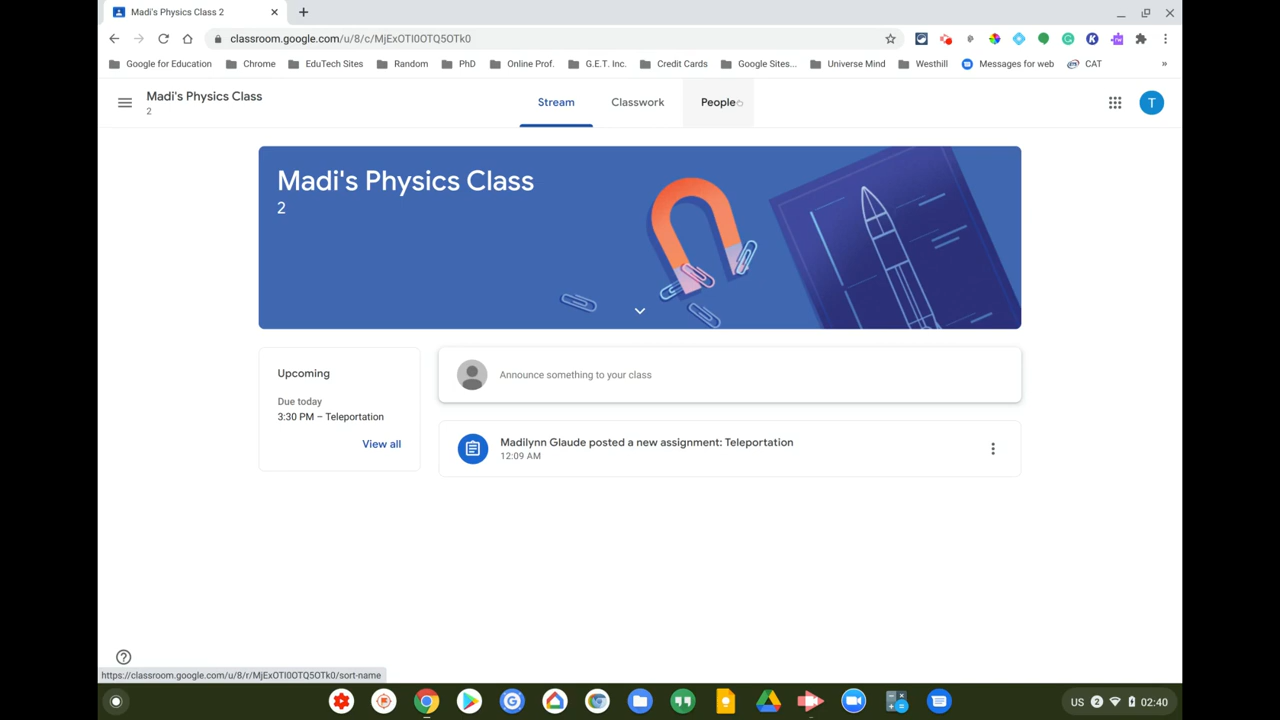 Madi's Physics Class 2
classroom.google.com/u/8/c/MjExOTI0OTQ5OTk0
Google for Education Chrome EduTech Sites Random PhD Online Prof. G.E.T. Inc. Credit Cards Google Sites... Universe Mind Westhill Messages for web CAT »
Madi's Physics Class
2
Stream Classwork People
T
Madi's Physics Class
2
Upcoming
Due today
3:30 PM – Teleportation
View all
Announce something to your class
Madilynn Glaude posted a new assignment: Teleportation
12:09 AM
https://classroom.google.com/u/8/r/MjExOTI0OTQ5OTk0/sort-name
US 2 02:40